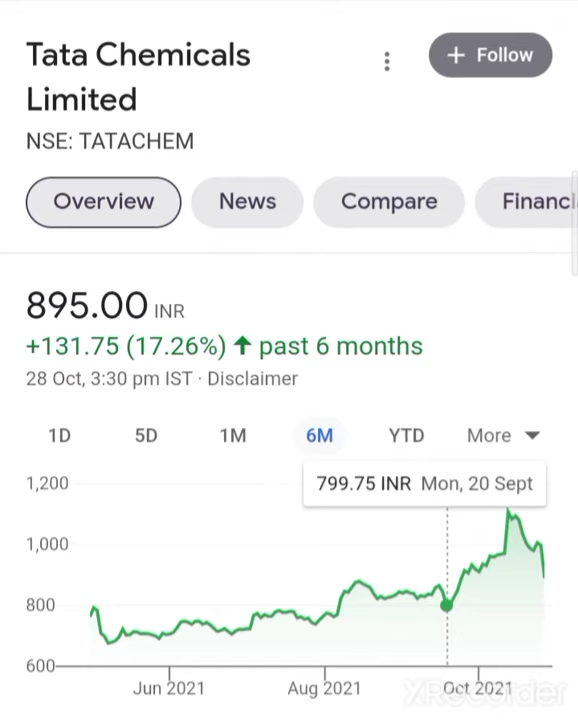 Tata Chemicals
Limited
+ Follow
NSE: TATACHEM
Overview News Compare Financi
895.00 INR
+131.75 (17.26%) ↑ past 6 months
28 Oct, 3:30 pm IST · Disclaimer
1D 5D 1M 6M YTD More
799.75 INR Mon, 20 Sept
1,200
1,000
800
600
Jun 2021 Aug 2021 Oct 2021
XRecorder